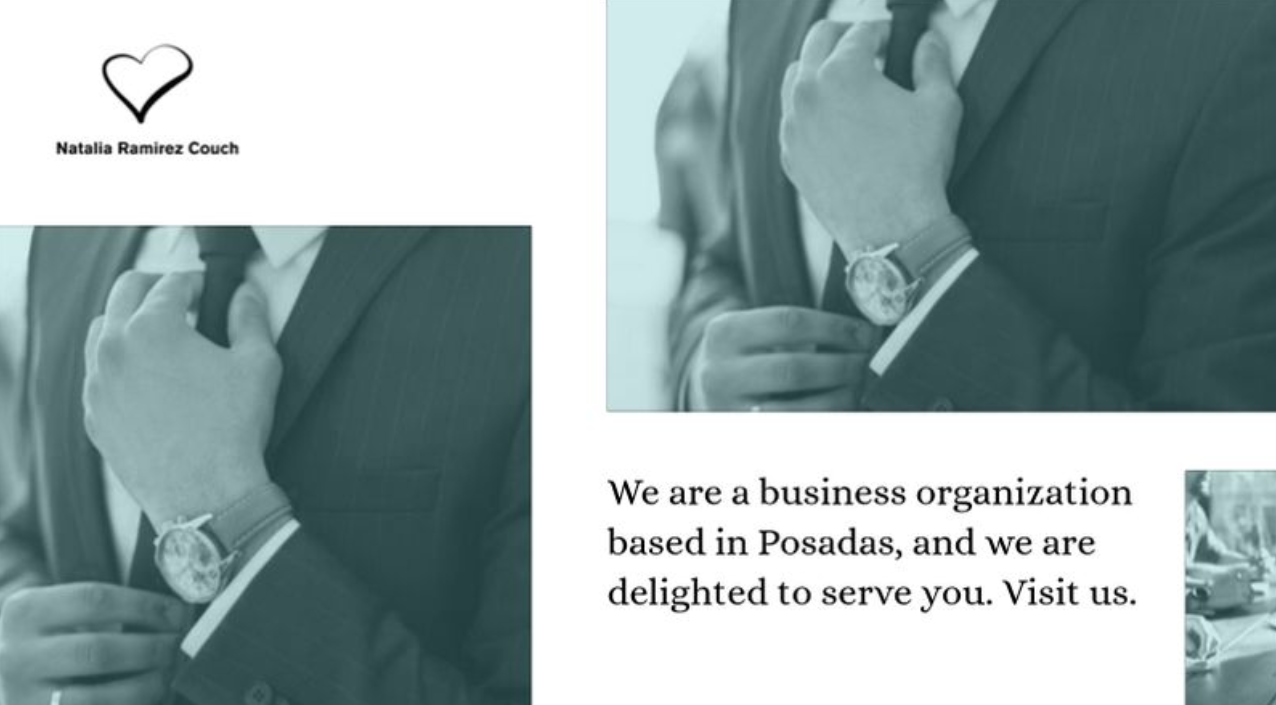 Natalia Ramirez Couch
We are a business organization
based in Posadas, and we are
delighted to serve you. Visit us.